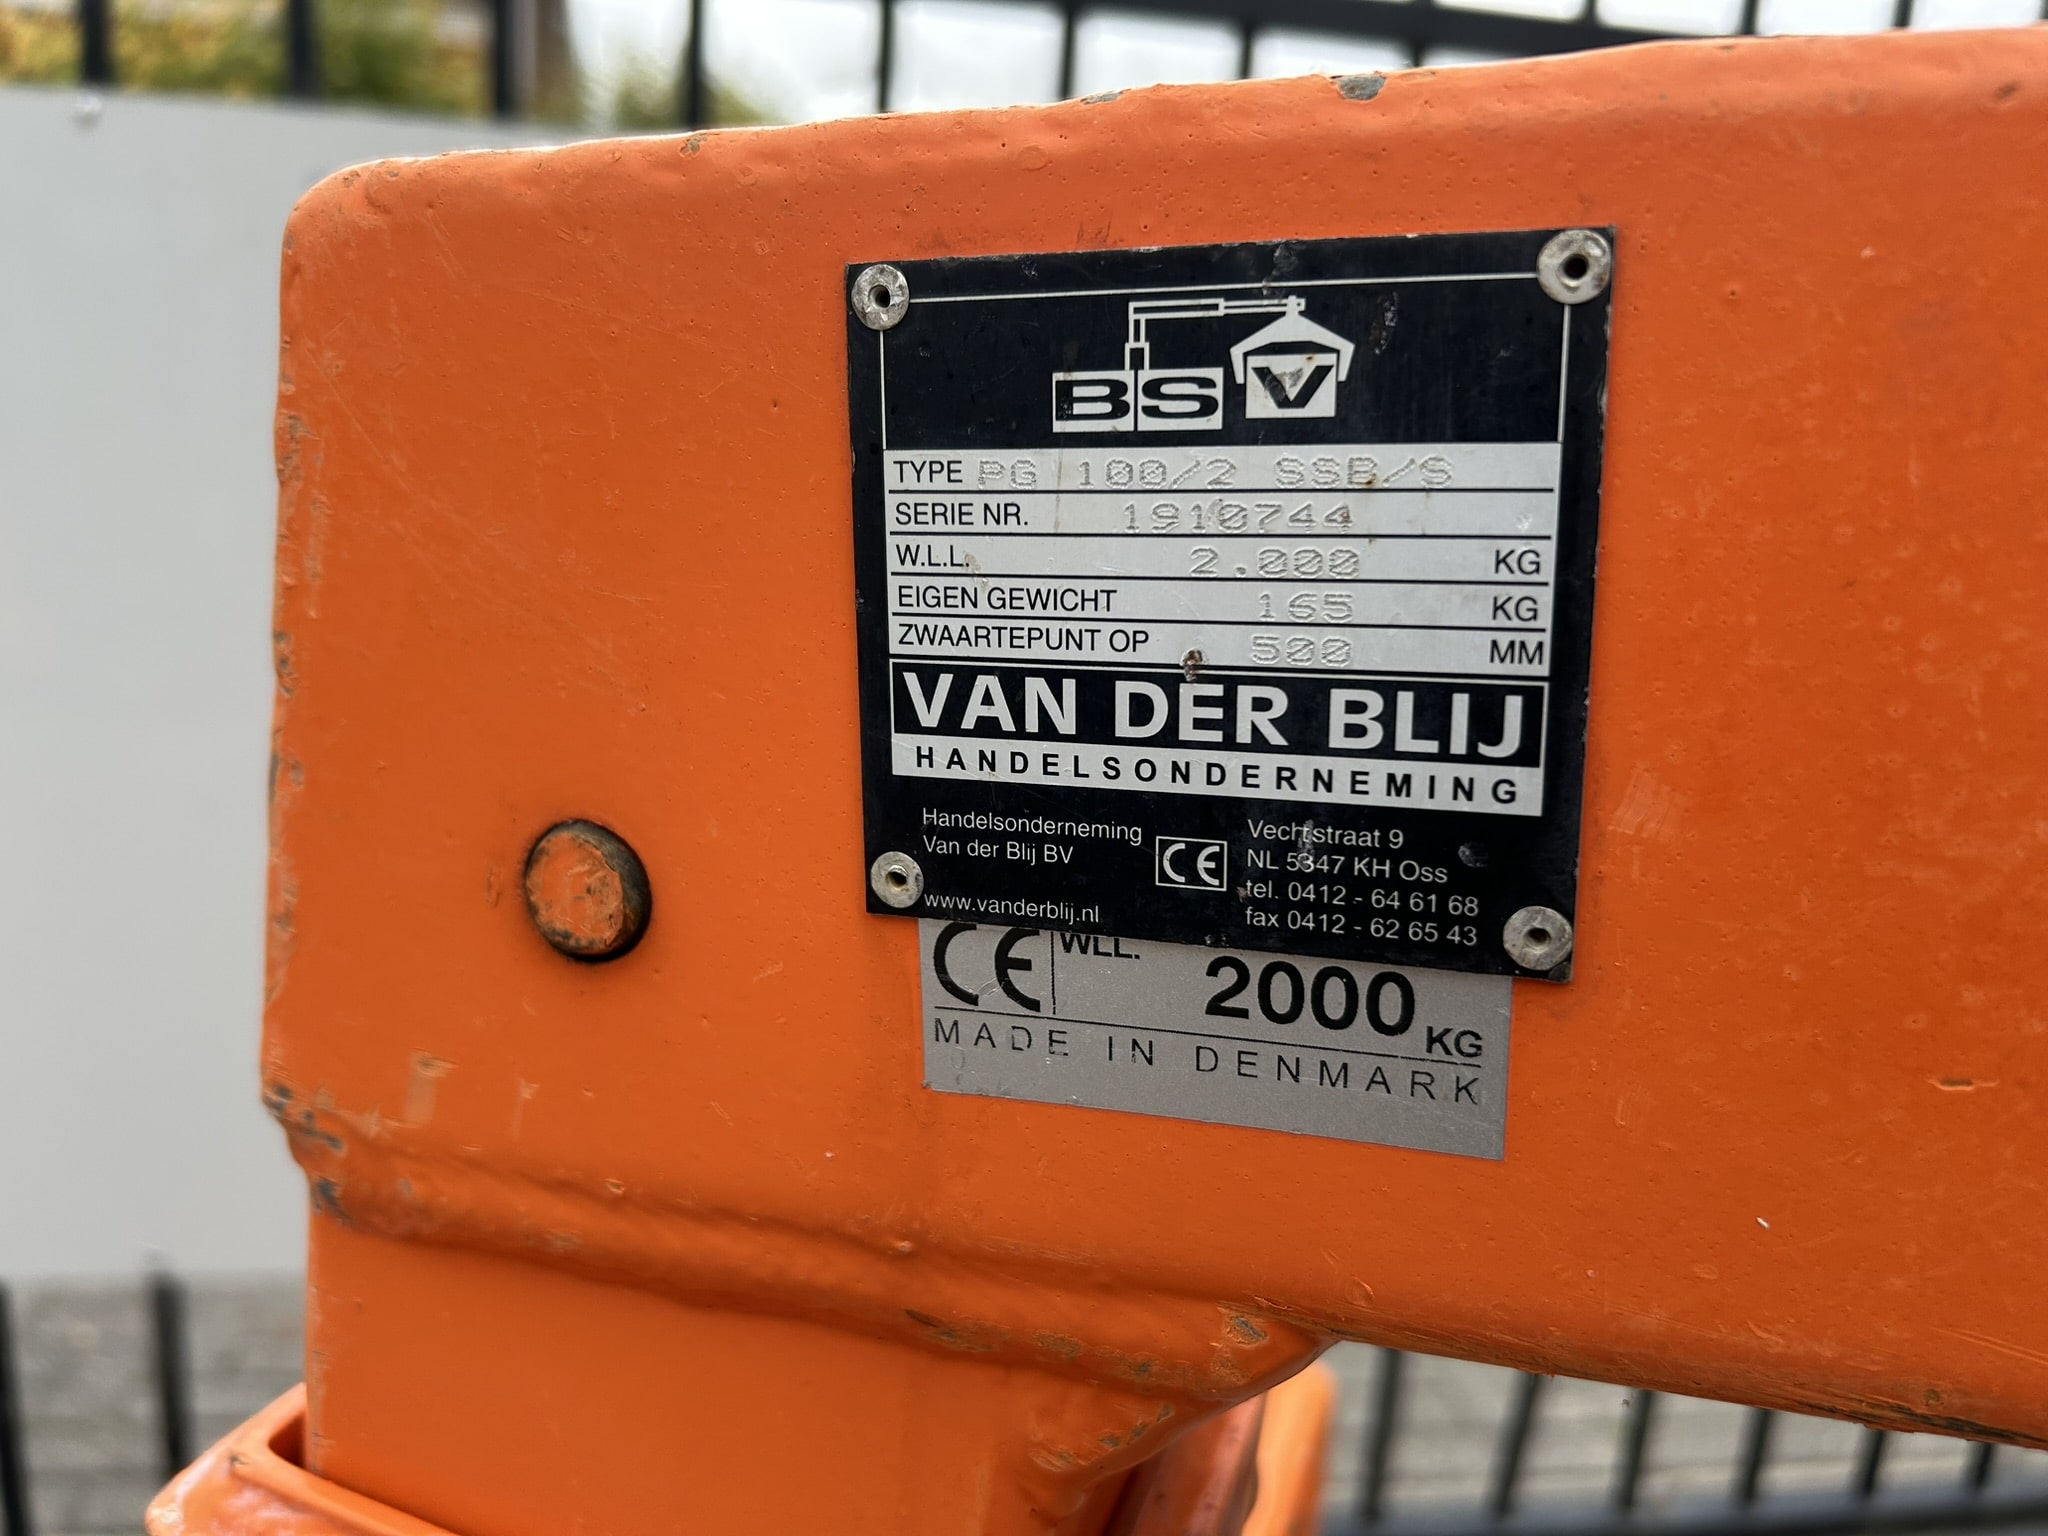 BSV
TYPE PG 100/2 SSB/S
SERIE NR. 1910744
W.L.L. 2.000 KG
EIGEN GEWICHT 165 KG
ZWAARTEPUNT OP 500 MM
VAN DER BLIJ
HANDELSONDERNEMING
Handelsonderneming
Van der Blij BV
www.vanderblij.nl
CE
Vechtstraat 9
NL 5347 KH Oss
tel. 0412 - 64 61 68
fax 0412 - 62 65 43
CE WLL. 2000 KG
MADE IN DENMARK